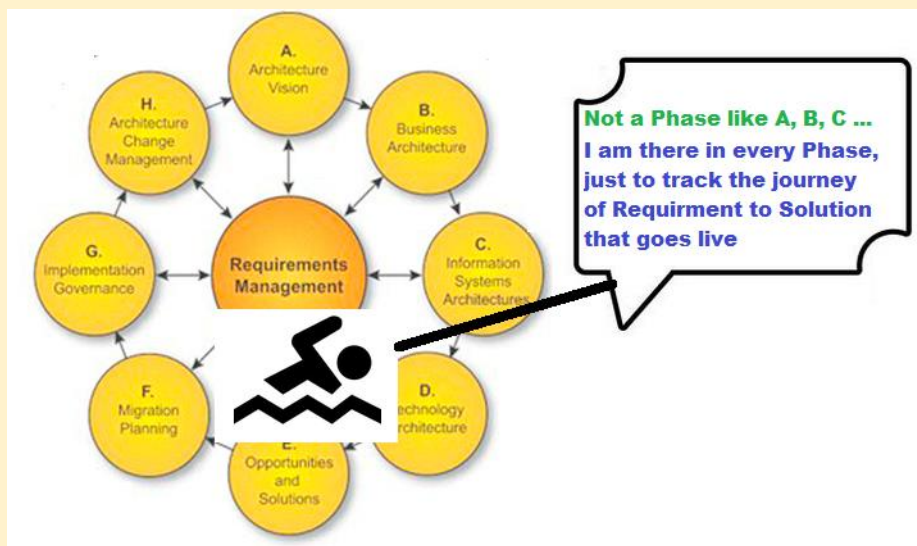 A.
Architecture
Vision
B.
Business
Architecture
C.
Information
Systems
Architectures
D.
echnology
rchitecture
E.
Opportunities
and
Solutions
F.
Migration
Planning
G.
Implementation
Governance
H.
Architecture
Change
Management
Requirements
Management
Not a Phase like A, B, C ...
I am there in every Phase,
just to track the journey
of Requirment to Solution
that goes live